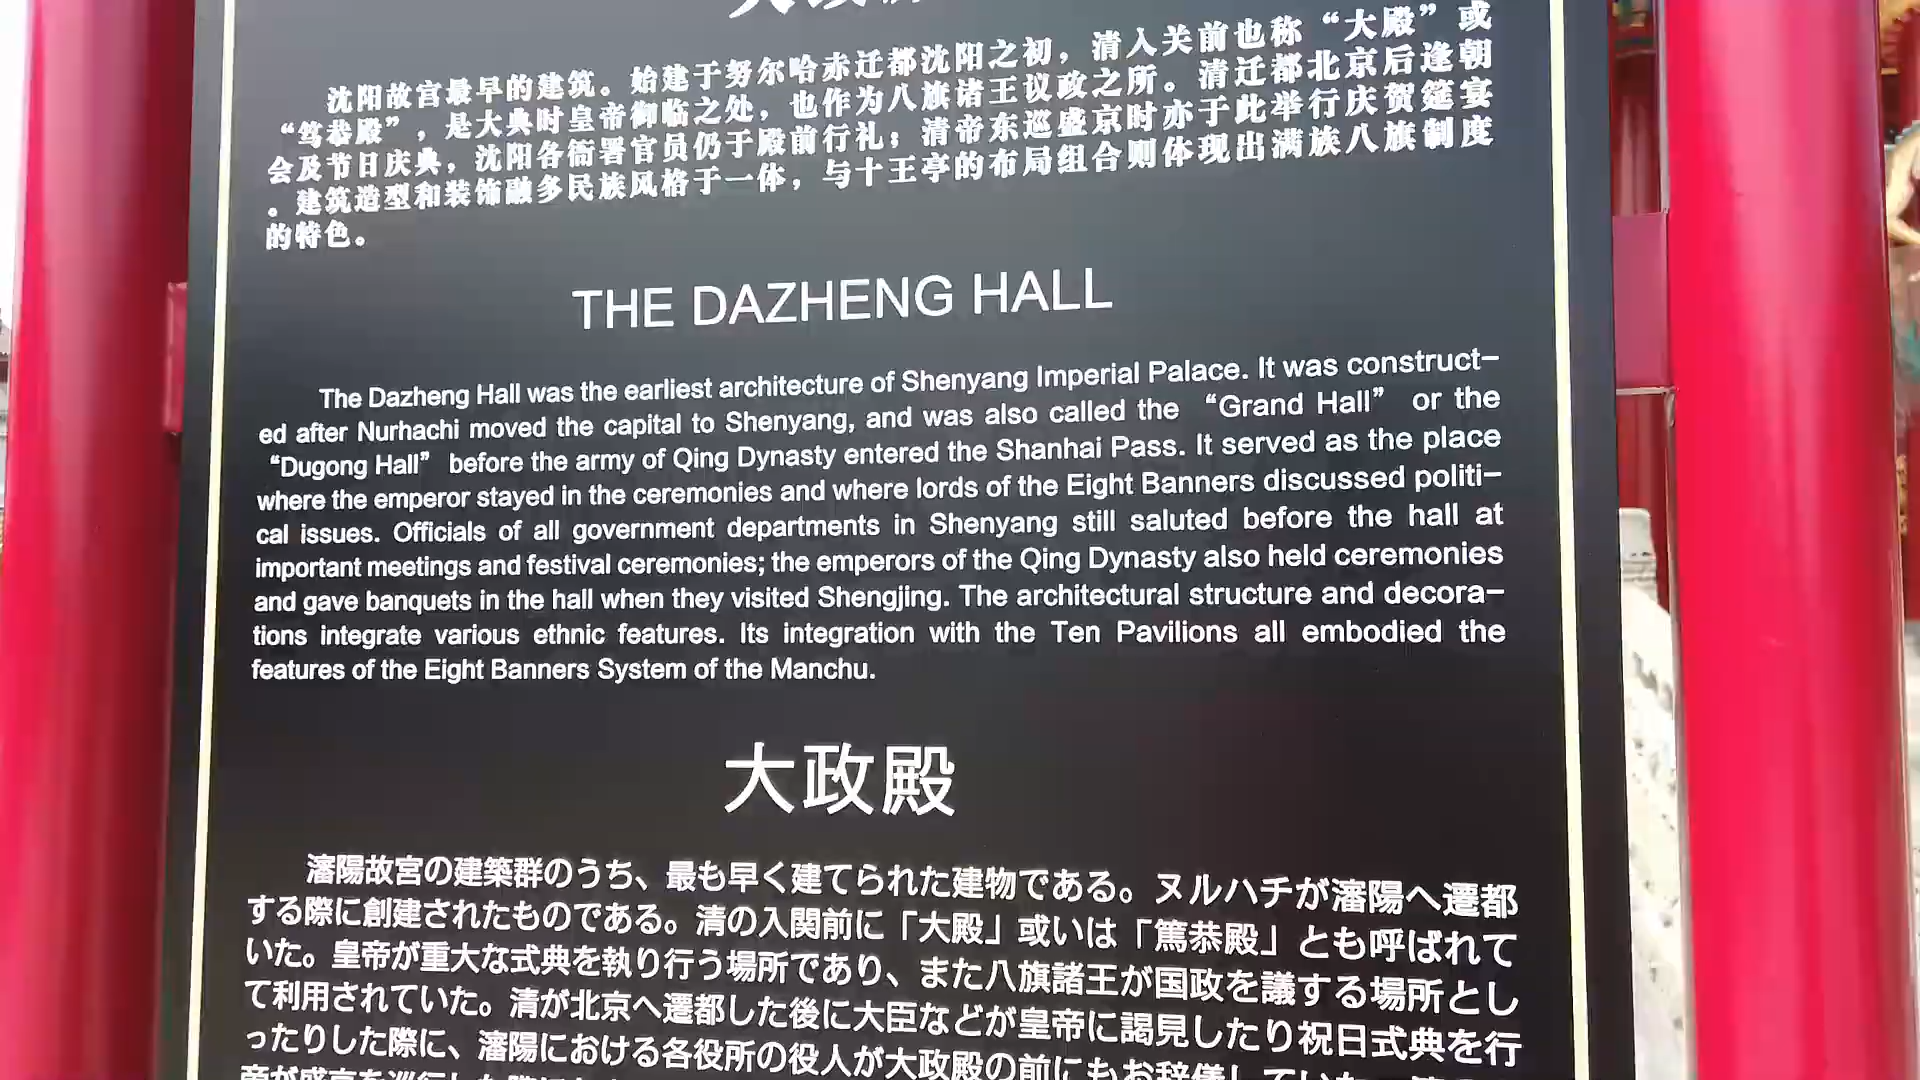 大政殿
沈阳故宫最早的建筑。始建于努尔哈赤迁都沈阳之初，清入关前也称“大殿”或
“笃恭殿”，是大典时皇帝御临之处，也作为八旗诸王议政之所。清迁都北京后逢朝
会及节日庆典，沈阳各衙署官员仍于殿前行礼；清帝东巡盛京时亦于此举行庆贺筵宴
。建筑造型和装饰融多民族风格于一体，与十王亭的布局组合则体现出满族八旗制度
的特色。
THE DAZHENG HALL
The Dazheng Hall was the earliest architecture of Shenyang Imperial Palace. It was construct-
ed after Nurhachi moved the capital to Shenyang, and was also called the “Grand Hall” or the
“Dugong Hall” before the army of Qing Dynasty entered the Shanhai Pass. It served as the place
where the emperor stayed in the ceremonies and where lords of the Eight Banners discussed politi-
cal issues. Officials of all government departments in Shenyang still saluted before the hall at
important meetings and festival ceremonies; the emperors of the Qing Dynasty also held ceremonies
and gave banquets in the hall when they visited Shengjing. The architectural structure and decora-
tions integrate various ethnic features. Its integration with the Ten Pavilions all embodied the
features of the Eight Banners System of the Manchu.
大政殿
瀋陽故宮の建築群のうち、最も早く建てられた建物である。ヌルハチが瀋陽へ遷都
する際に創建されたものである。清の入関前に「大殿」或いは「篤恭殿」とも呼ばれて
いた。皇帝が重大な式典を執り行う場所であり、また八旗諸王が国政を議する場所とし
て利用されていた。清が北京へ遷都した後に大臣などが皇帝に謁見したり祝日式典を行
ったりした際に、瀋陽における各役所の役人が大政殿の前にもお辞儀していた。